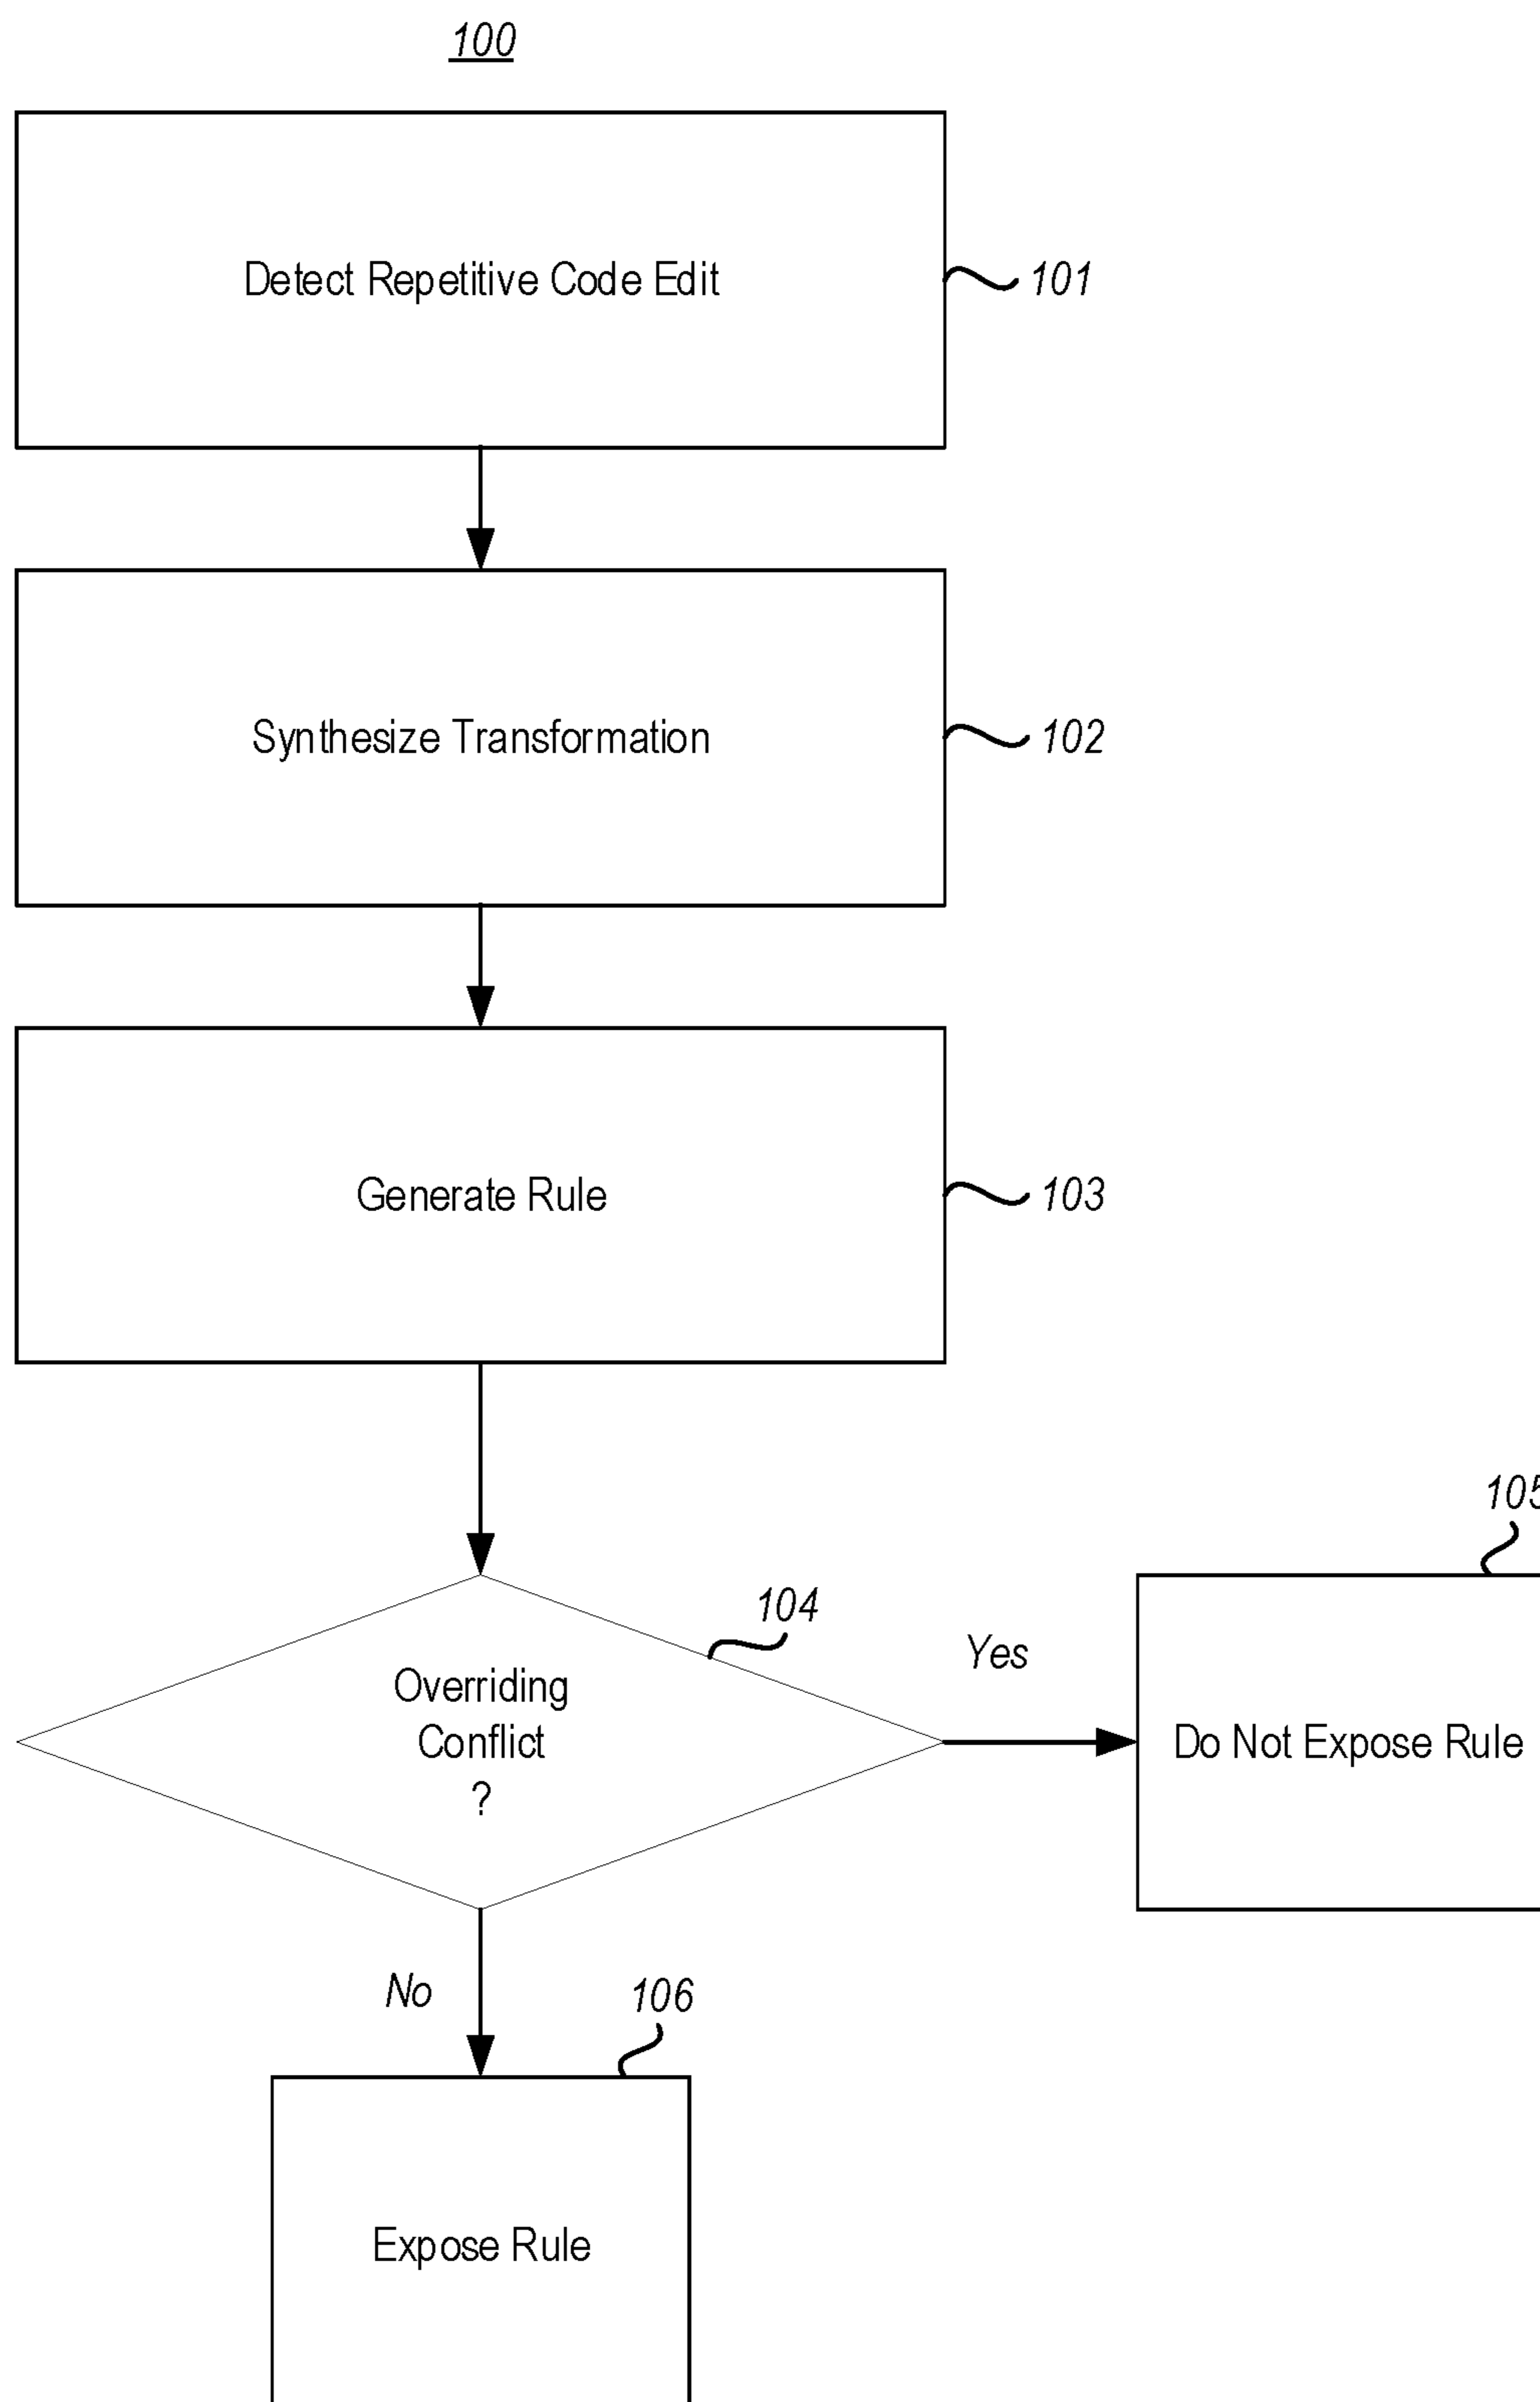 100
Detect Repetitive Code Edit
101
Synthesize Transformation
102
Generate Rule
103
105
104
Overriding
Conflict
?
Yes
Do Not Expose Rule
No
106
Expose Rule